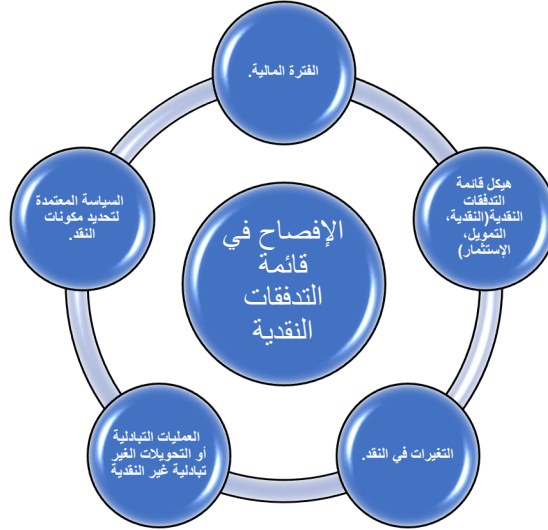 الفترة المالية.
هيكل قائمة
التدفقات
النقدية(النقدية،
التمويل،
الإستثمار)
التغيرات في النقد.
العمليات التبادلية
أو التحويلات الغير
تبادلية غير النقدية
السياسة المعتمدة
لتحديد مكونات
النقد.
الإفصاح في
قائمة
التدفقات
النقدية